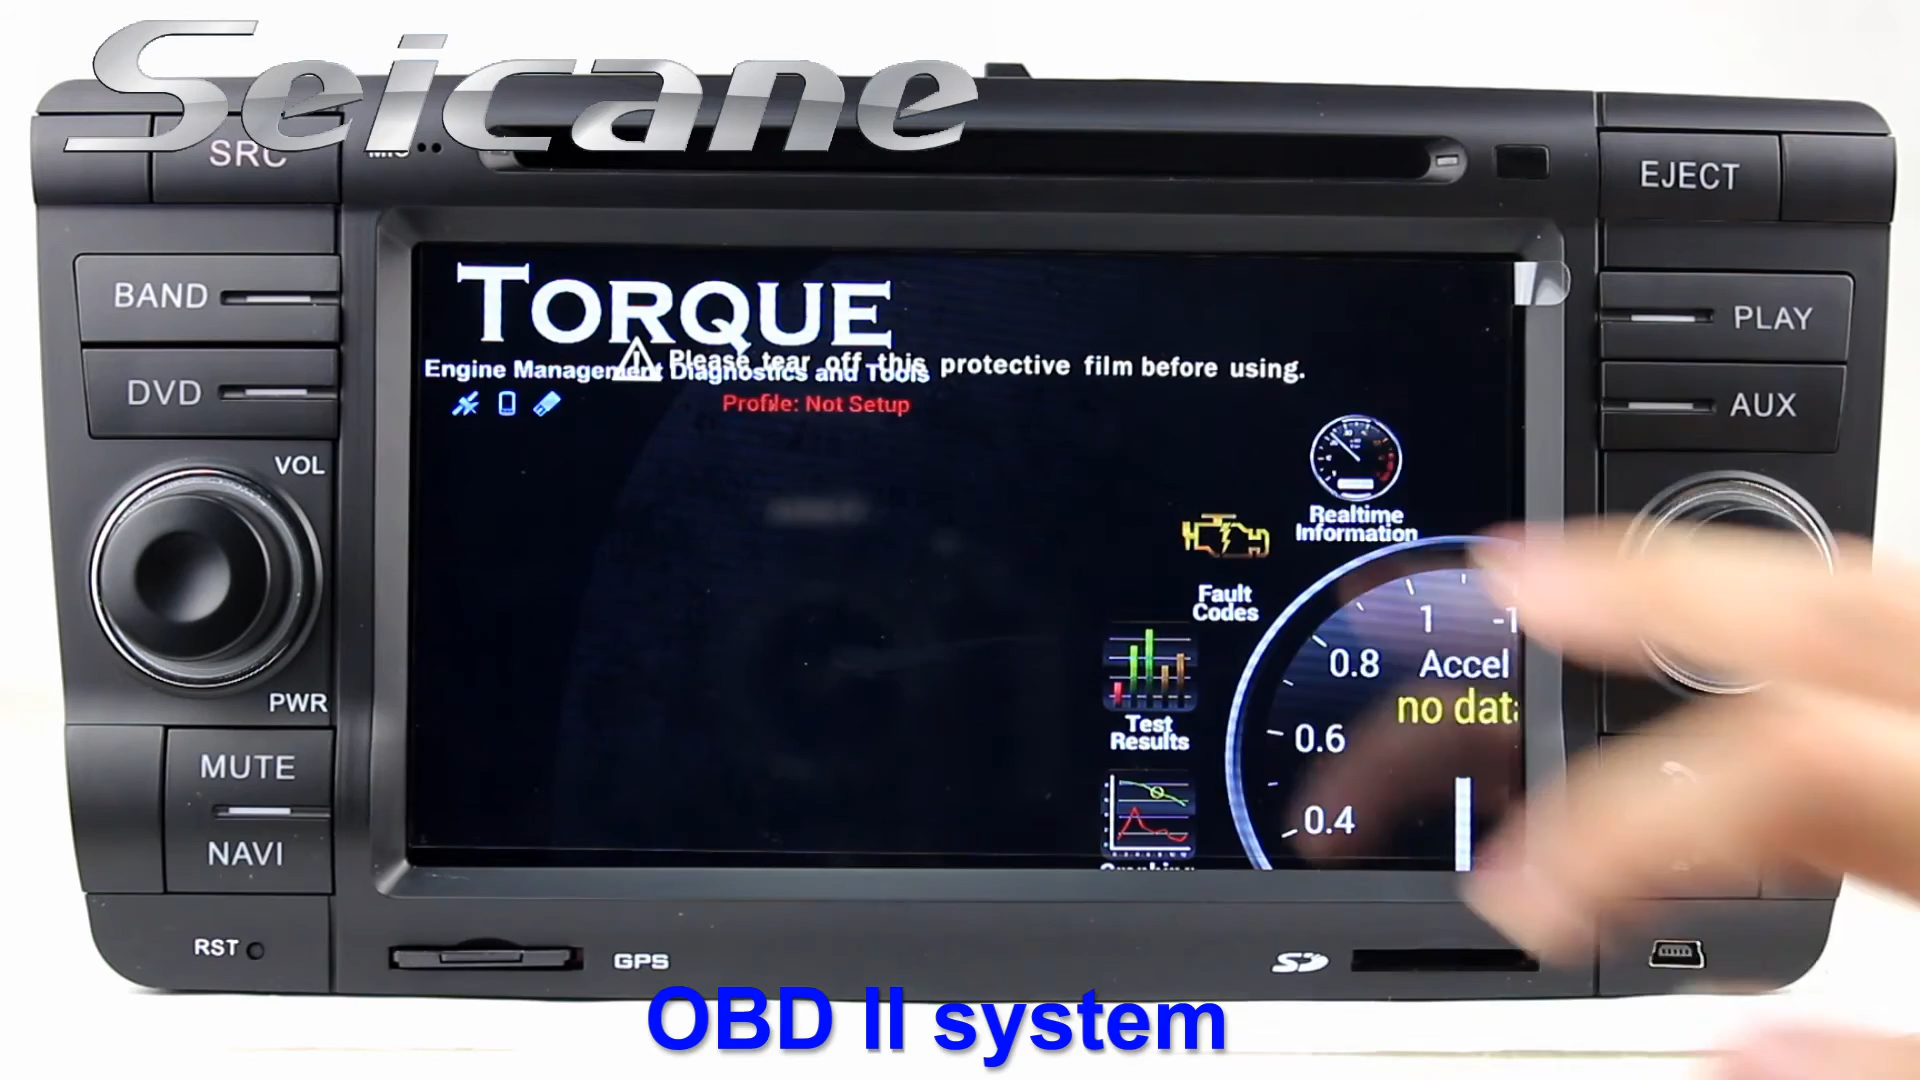 Seicane
SRC
MIC
EJECT
BAND
DVD
VOL
PWR
MUTE
NAVI
RST
GPS
PLAY
AUX
TORQUE
Please tear off this protective film before using.
Engine Management Diagnostics and Tools
Profile: Not Setup
Realtime
Information
Fault
Codes
Test
Results
1
0.8
Accel
0.6
0.4
SD
OBD II system